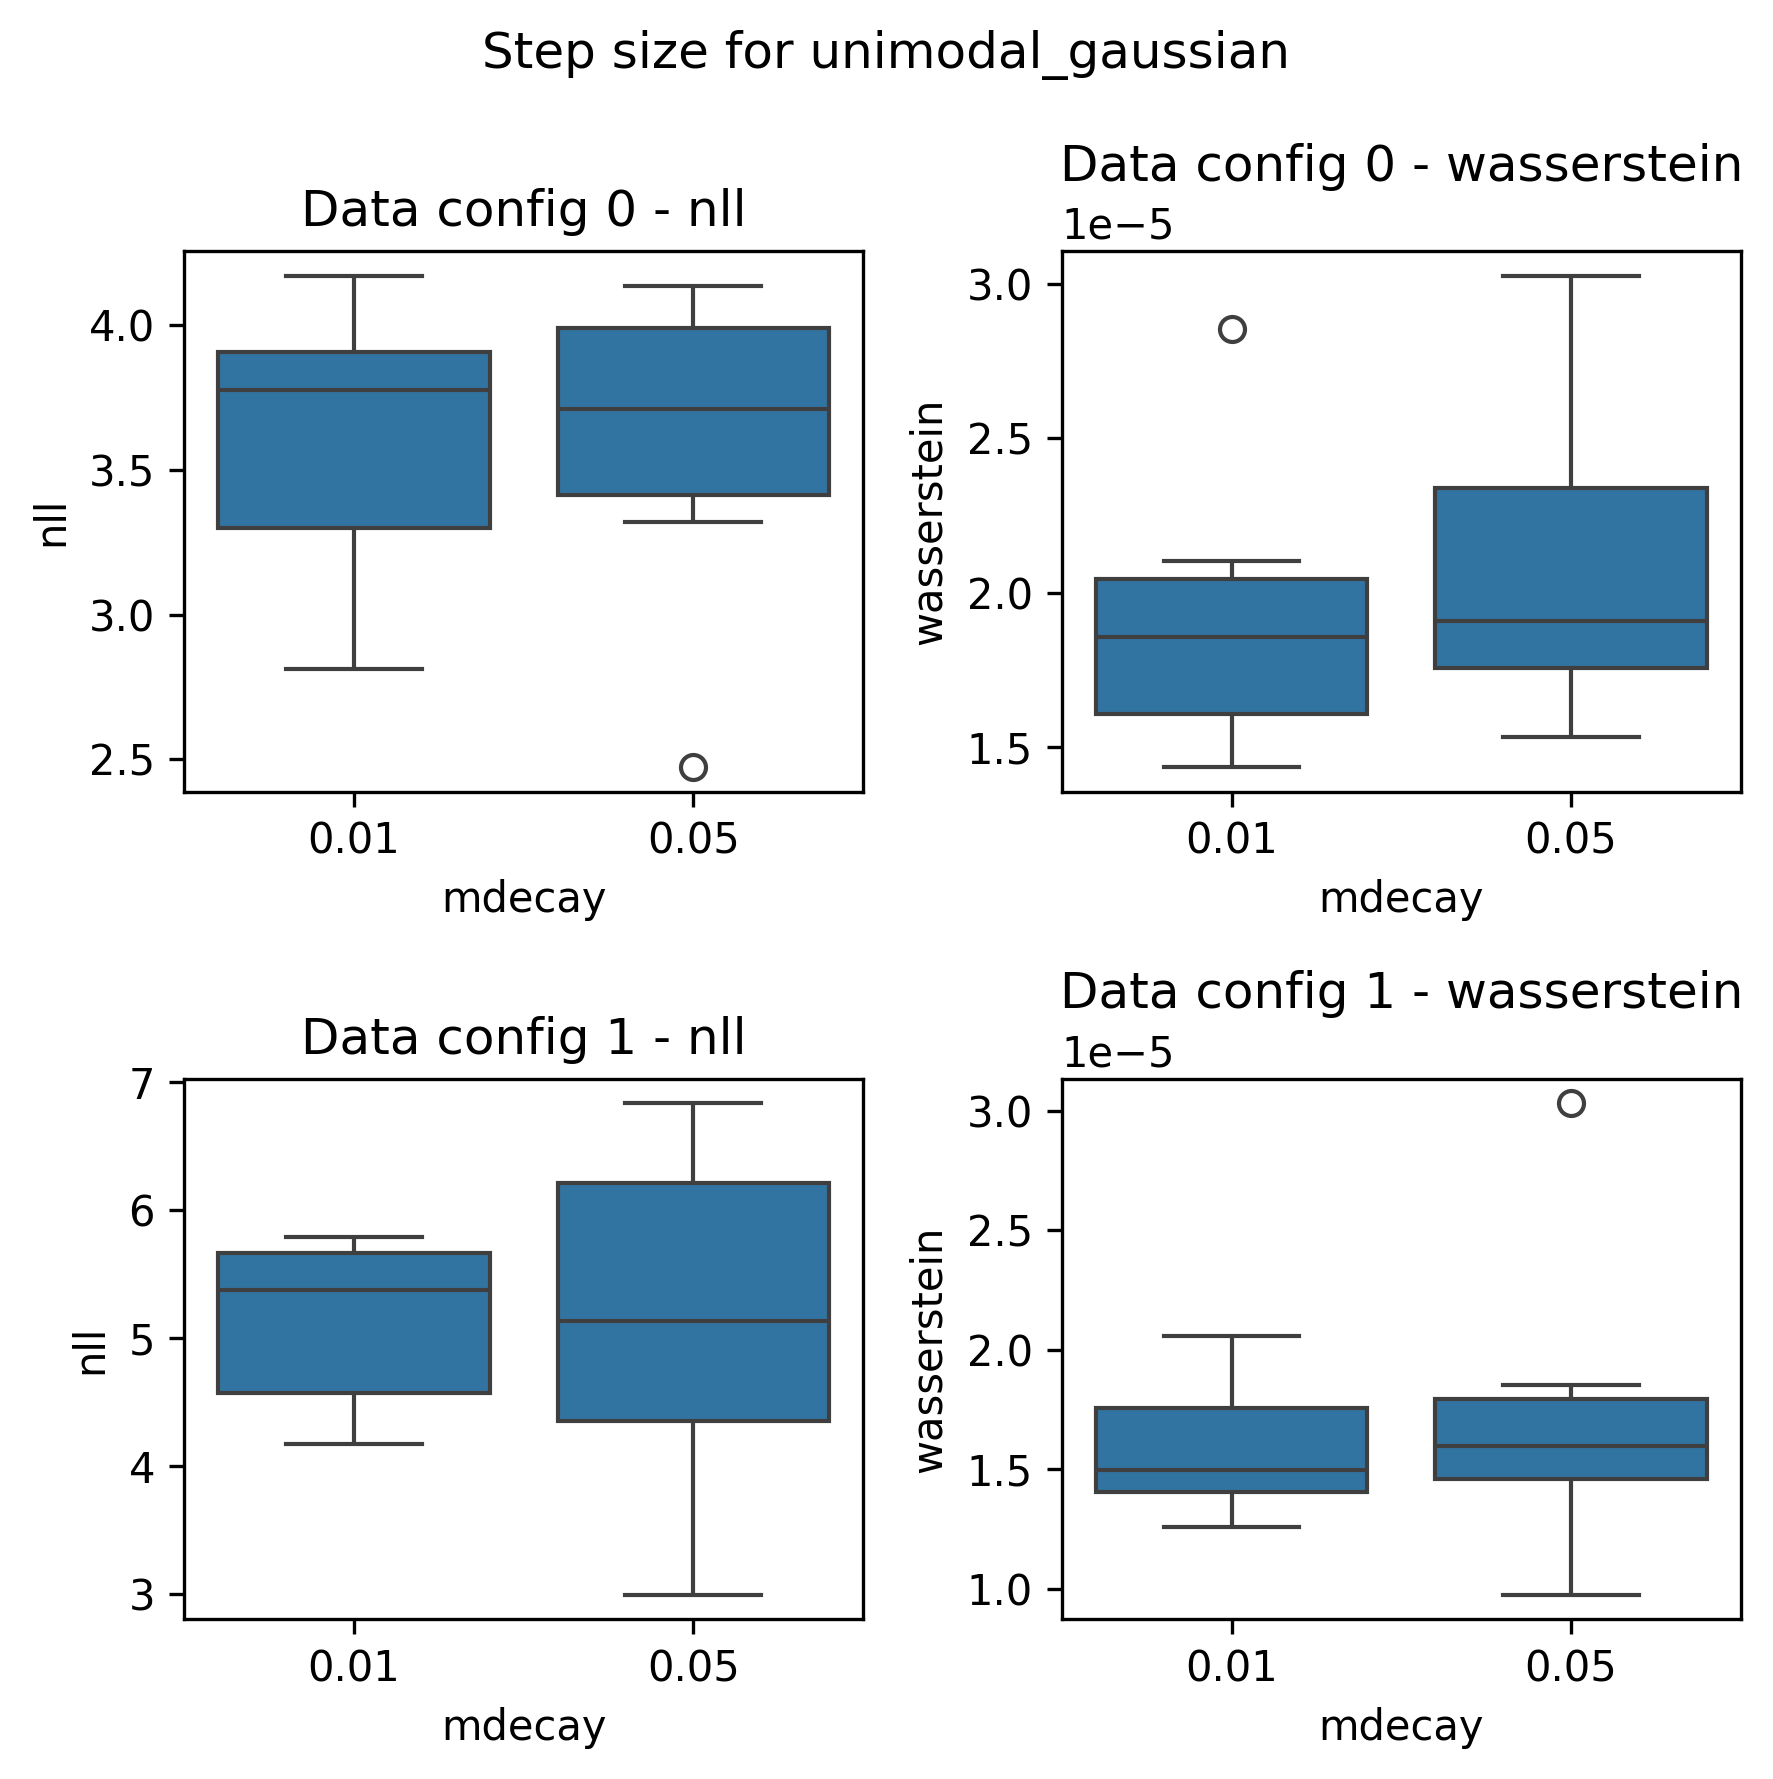 Step size for unimodal_gaussian
Data config 0 - nll
4.0
3.5
3.0
2.5
nll
0.01
0.05
mdecay
Data config 0 - wasserstein
1e−5
3.0
2.5
2.0
1.5
wasserstein
0.01
0.05
mdecay
Data config 1 - nll
7
6
5
4
3
nll
0.01
0.05
mdecay
Data config 1 - wasserstein
1e−5
3.0
2.5
2.0
1.5
1.0
wasserstein
0.01
0.05
mdecay